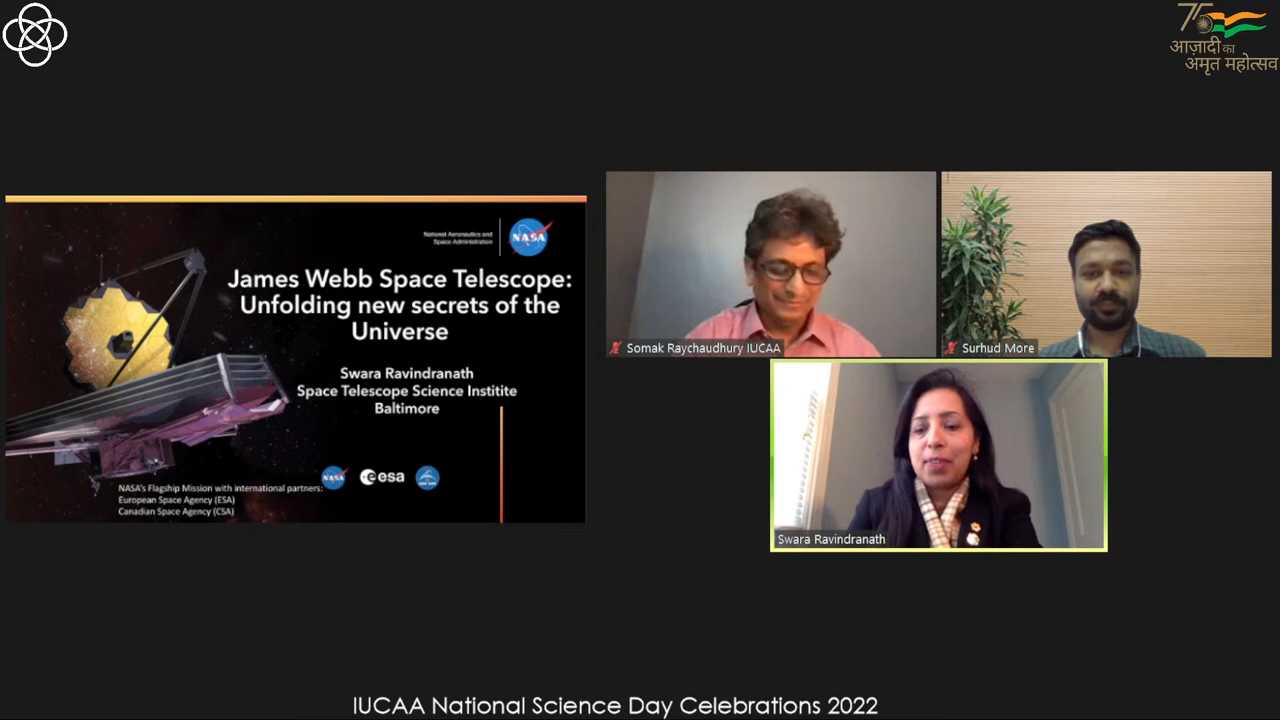 75
आज़ादी का
अमृत महोत्सव
National Aeronautics and
Space Administration
NASA
James Webb Space Telescope:
Unfolding new secrets of the
Universe
Swara Ravindranath
Space Telescope Science Institite
Baltimore
NASA's Flagship Mission with international partners:
European Space Agency (ESA)
Canadian Space Agency (CSA)
NASA
esa
Somak Raychaudhury IUCAA
Surhud More
Swara Ravindranath
IUCAA National Science Day Celebrations 2022